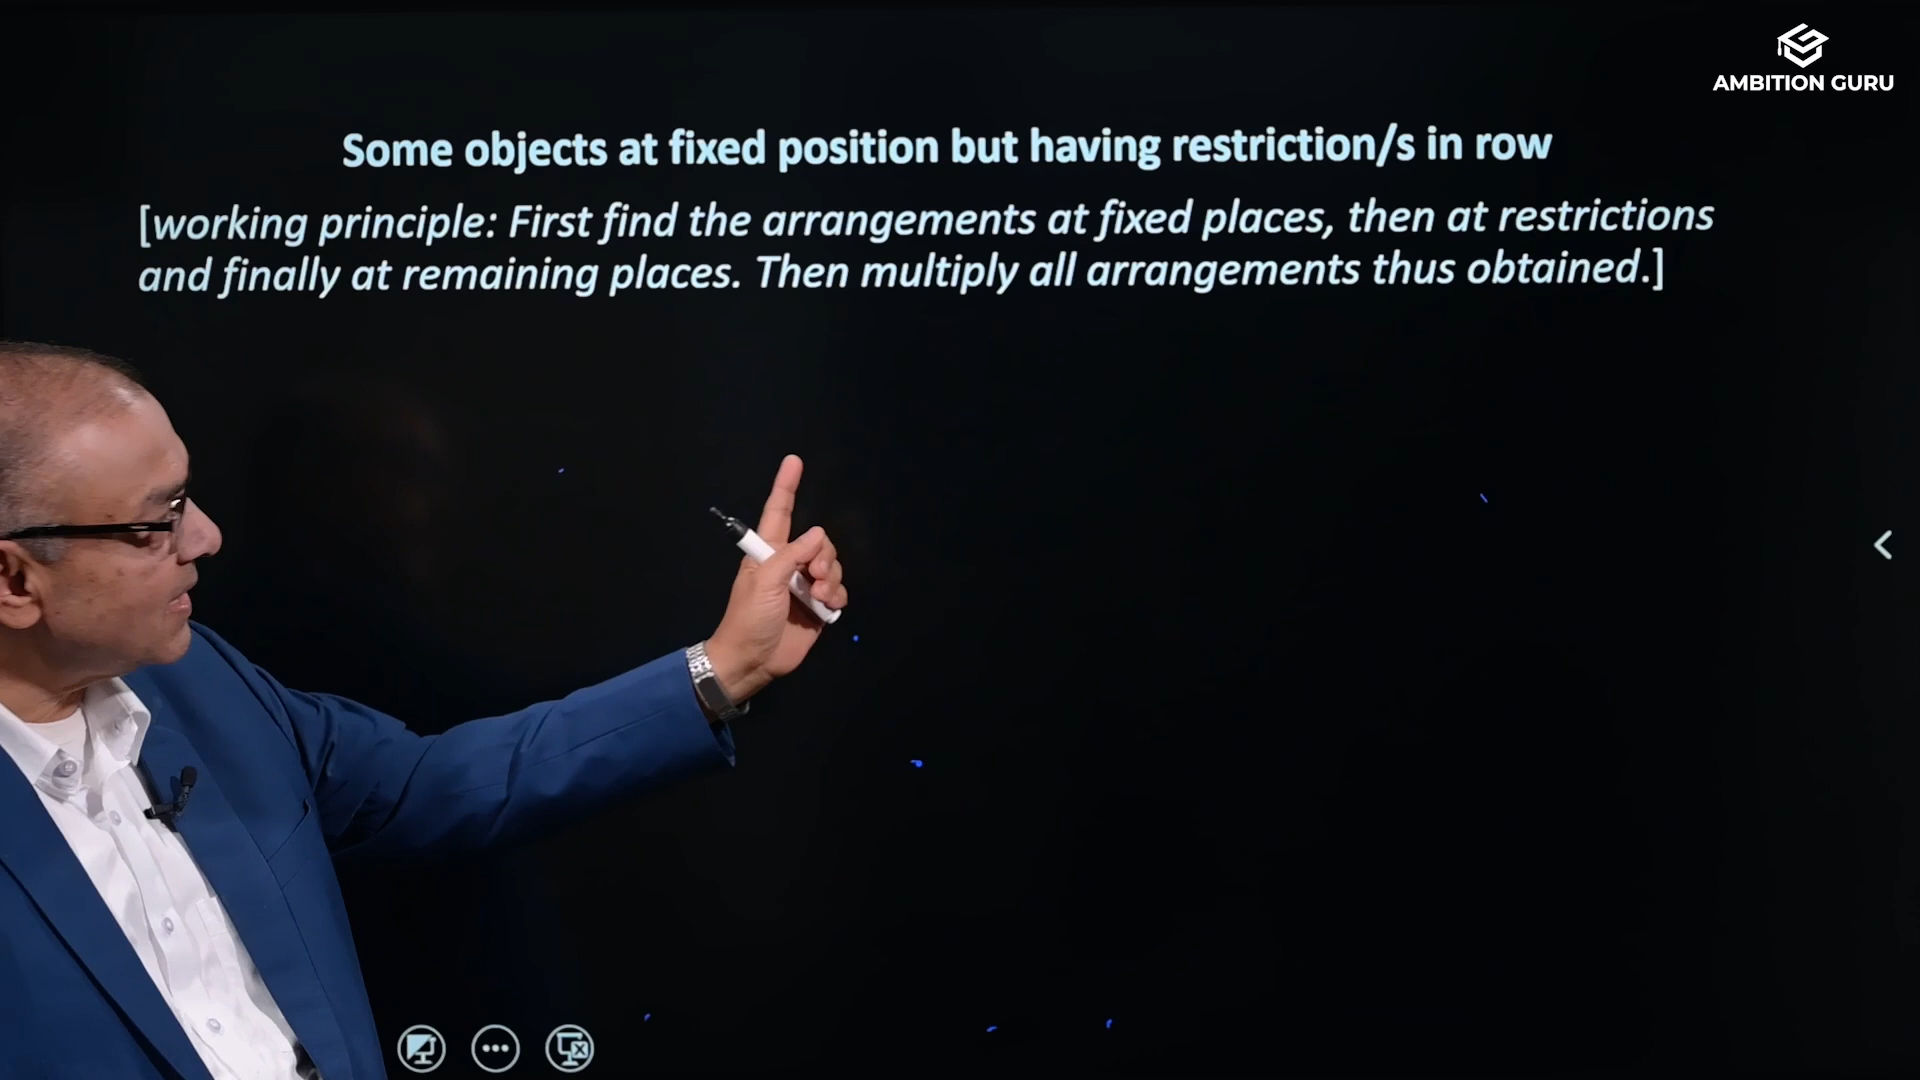 AMBITION GURU
Some objects at fixed position but having restriction/s in row
[working principle: First find the arrangements at fixed places, then at restrictions
and finally at remaining places. Then multiply all arrangements thus obtained.]